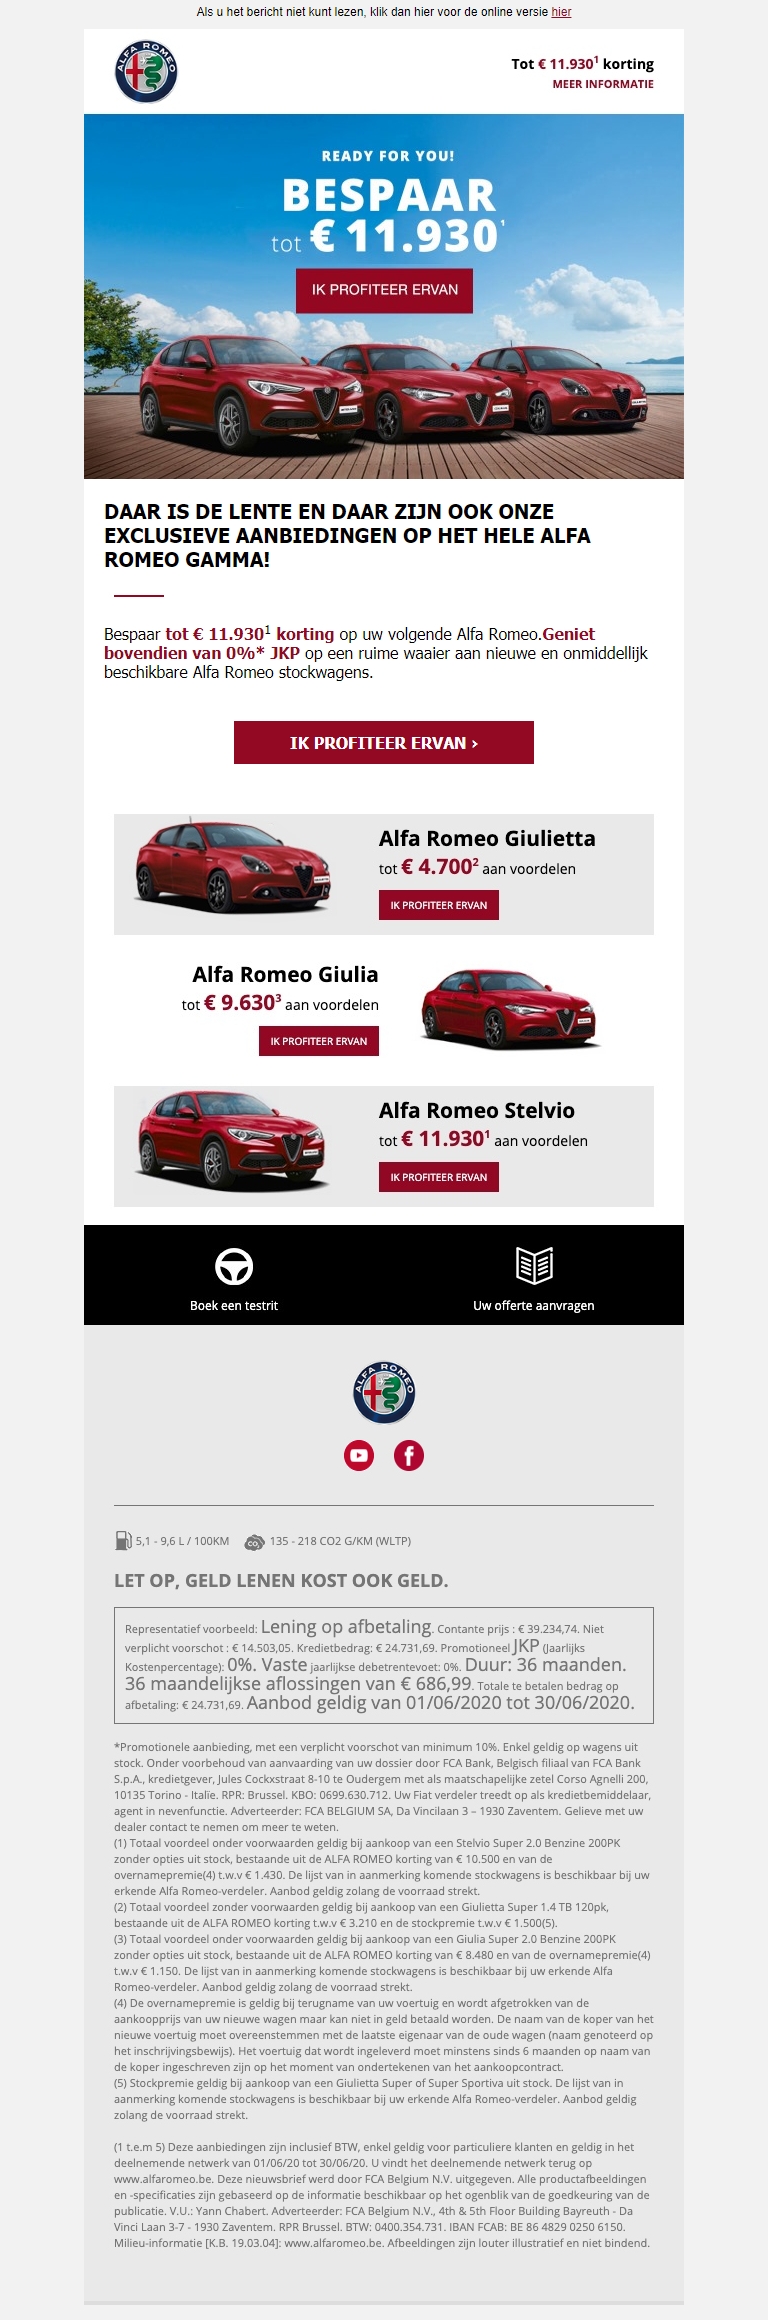 Als u het bericht niet kunt lezen, klik dan hier voor de online versie hier
ALFA ROMEO
Tot € 11.930¹ korting
MEER INFORMATIE
READY FOR YOU!
BESPAAR
tot € 11.930¹
IK PROFITEER ERVAN
DAAR IS DE LENTE EN DAAR ZIJN OOK ONZE
EXCLUSIEVE AANBIEDINGEN OP HET HELE ALFA
ROMEO GAMMA!
Bespaar tot € 11.930¹ korting op uw volgende Alfa Romeo.Geniet
bovendien van 0%* JKP op een ruime waaier aan nieuwe en onmiddellijk
beschikbare Alfa Romeo stockwagens.
IK PROFITEER ERVAN ›
Alfa Romeo Giulietta
tot € 4.700² aan voordelen
IK PROFITEER ERVAN
Alfa Romeo Giulia
tot € 9.630³ aan voordelen
IK PROFITEER ERVAN
Alfa Romeo Stelvio
tot € 11.930¹ aan voordelen
IK PROFITEER ERVAN
Boek een testrit
Uw offerte aanvragen
ALFA ROMEO
5,1 - 9,6 L / 100KM
CO₂ 135 - 218 CO2 G/KM (WLTP)
LET OP, GELD LENEN KOST OOK GELD.
Representatief voorbeeld: Lening op afbetaling. Contante prijs : € 39.234,74. Niet
verplicht voorschot : € 14.503,05. Kredietbedrag: € 24.731,69. Promotioneel JKP (Jaarlijks
Kostenpercentage): 0%. Vaste jaarlijkse debetrentevoet: 0%. Duur: 36 maanden.
36 maandelijkse aflossingen van € 686,99. Totale te betalen bedrag op
afbetaling: € 24.731,69. Aanbod geldig van 01/06/2020 tot 30/06/2020.
*Promotionele aanbieding, met een verplicht voorschot van minimum 10%. Enkel geldig op wagens uit
stock. Onder voorbehoud van aanvaarding van uw dossier door FCA Bank, Belgisch filiaal van FCA Bank
S.p.A., kredietgever, Jules Cockxstraat 8-10 te Oudergem met als maatschapelijke zetel Corso Agnelli 200,
10135 Torino - Italïe. RPR: Brussel. KBO: 0699.630.712. Uw Fiat verdeler treedt op als kredietbemiddelaar,
agent in nevenfunctie. Adverteerder: FCA BELGIUM SA, Da Vincilaan 3 – 1930 Zaventem. Gelieve met uw
dealer contact te nemen om meer te weten.
(1) Totaal voordeel onder voorwaarden geldig bij aankoop van een Stelvio Super 2.0 Benzine 200PK
zonder opties uit stock, bestaande uit de ALFA ROMEO korting van € 10.500 en van de
overnamepremie(4) t.w.v € 1.430. De lijst van in aanmerking komende stockwagens is beschikbaar bij uw
erkende Alfa Romeo-verdeler. Aanbod geldig zolang de voorraad strekt.
(2) Totaal voordeel zonder voorwaarden geldig bij aankoop van een Giulietta Super 1.4 TB 120pk,
bestaande uit de ALFA ROMEO korting t.w.v € 3.210 en de stockpremie t.w.v € 1.500(5).
(3) Totaal voordeel onder voorwaarden geldig bij aankoop van een Giulia Super 2.0 Benzine 200PK
zonder opties uit stock, bestaande uit de ALFA ROMEO korting van € 8.480 en van de overnamepremie(4)
t.w.v € 1.150. De lijst van in aanmerking komende stockwagens is beschikbaar bij uw erkende Alfa
Romeo-verdeler. Aanbod geldig zolang de voorraad strekt.
(4) De overnamepremie is geldig bij terugname van uw voertuig en wordt afgetrokken van de
aankoopprijs van uw nieuwe wagen maar kan niet in geld betaald worden. De naam van de koper van het
nieuwe voertuig moet overeenstemmen met de laatste eigenaar van de oude wagen (naam genoteerd op
het inschrijvingsbewijs). Het voertuig dat wordt ingeleverd moet minstens sinds 6 maanden op naam van
de koper ingeschreven zijn op het moment van ondertekenen van het aankoopcontract.
(5) Stockpremie geldig bij aankoop van een Giulietta Super of Super Sportiva uit stock. De lijst van in
aanmerking komende stockwagens is beschikbaar bij uw erkende Alfa Romeo-verdeler. Aanbod geldig
zolang de voorraad strekt.
(1 t.e.m 5) Deze aanbiedingen zijn inclusief BTW, enkel geldig voor particuliere klanten en geldig in het
deelnemende netwerk van 01/06/20 tot 30/06/20. U vindt het deelnemende netwerk terug op
www.alfaromeo.be. Deze nieuwsbrief werd door FCA Belgium N.V. uitgegeven. Alle productafbeeldingen
en -specificaties zijn gebaseerd op de informatie beschikbaar op het ogenblik van de goedkeuring van de
publicatie. V.U.: Yann Chabert. Adverteerder: FCA Belgium N.V., 4th & 5th Floor Building Bayreuth - Da
Vinci Laan 3-7 - 1930 Zaventem. RPR Brussel. BTW: 0400.354.731. IBAN FCAB: BE 86 4829 0250 6150.
Milieu-informatie [K.B. 19.03.04]: www.alfaromeo.be. Afbeeldingen zijn louter illustratief en niet bindend.